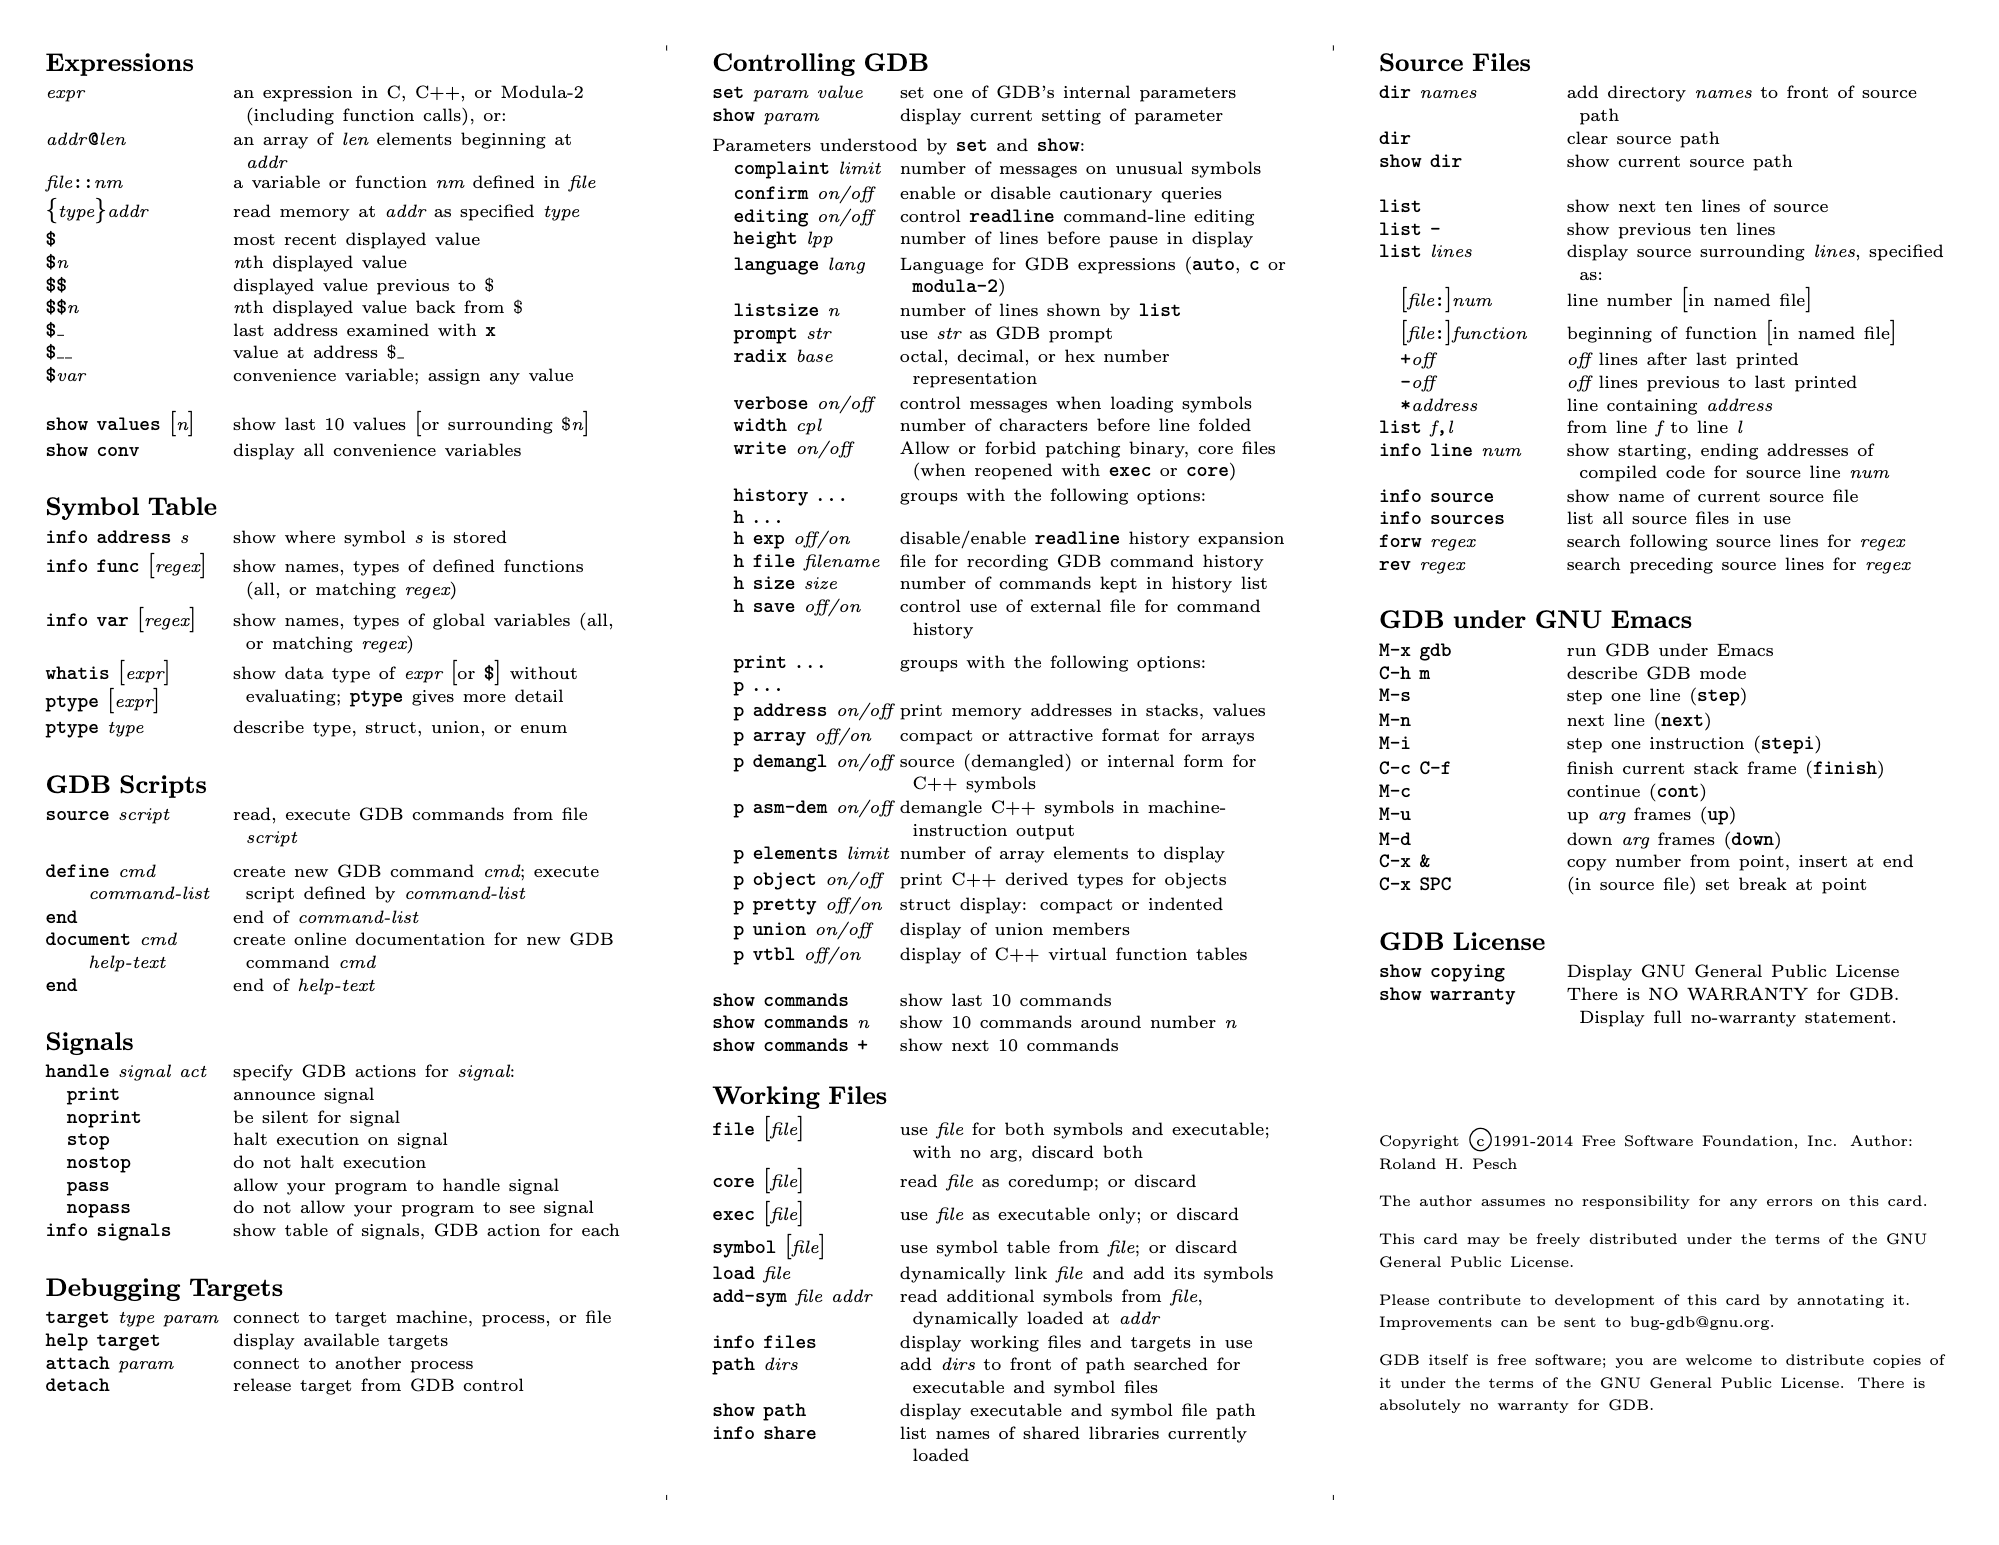 Expressions
expr an expression in C, C++, or Modula-2
(including function calls), or:
addr@len an array of len elements beginning at
addr
file::nm a variable or function nm defined in file
{type}addr read memory at addr as specified type
$ most recent displayed value
$n nth displayed value
$$ displayed value previous to $
$$n nth displayed value back from $
$_ last address examined with x
$__ value at address $_
$var convenience variable; assign any value
show values [n] show last 10 values [or surrounding $n]
show conv display all convenience variables
Symbol Table
info address s show where symbol s is stored
info func [regex] show names, types of defined functions
(all, or matching regex)
info var [regex] show names, types of global variables (all,
or matching regex)
whatis [expr] show data type of expr [or $] without
ptype [expr] evaluating; ptype gives more detail
ptype type describe type, struct, union, or enum
GDB Scripts
source script read, execute GDB commands from file
script
define cmd create new GDB command cmd; execute
command-list script defined by command-list
end end of command-list
document cmd create online documentation for new GDB
help-text command cmd
end end of help-text
Signals
handle signal act specify GDB actions for signal:
print announce signal
noprint be silent for signal
stop halt execution on signal
nostop do not halt execution
pass allow your program to handle signal
nopass do not allow your program to see signal
info signals show table of signals, GDB action for each
Debugging Targets
target type param connect to target machine, process, or file
help target display available targets
attach param connect to another process
detach release target from GDB control
Controlling GDB
set param value set one of GDB's internal parameters
show param display current setting of parameter
Parameters understood by set and show:
complaint limit number of messages on unusual symbols
confirm on/off enable or disable cautionary queries
editing on/off control readline command-line editing
height lpp number of lines before pause in display
language lang Language for GDB expressions (auto, c or
modula-2)
listsize n number of lines shown by list
prompt str use str as GDB prompt
radix base octal, decimal, or hex number
representation
verbose on/off control messages when loading symbols
width cpl number of characters before line folded
write on/off Allow or forbid patching binary, core files
(when reopened with exec or core)
history ... groups with the following options:
h ...
h exp off/on disable/enable readline history expansion
h file filename file for recording GDB command history
h size size number of commands kept in history list
h save off/on control use of external file for command
history
print ... groups with the following options:
p ...
p address on/off print memory addresses in stacks, values
p array off/on compact or attractive format for arrays
p demangl on/off source (demangled) or internal form for
C++ symbols
p asm-dem on/off demangle C++ symbols in machine-
instruction output
p elements limit number of array elements to display
p object on/off print C++ derived types for objects
p pretty off/on struct display: compact or indented
p union on/off display of union members
p vtbl off/on display of C++ virtual function tables
show commands show last 10 commands
show commands n show 10 commands around number n
show commands + show next 10 commands
Working Files
file [file] use file for both symbols and executable;
with no arg, discard both
core [file] read file as coredump; or discard
exec [file] use file as executable only; or discard
symbol [file] use symbol table from file; or discard
load file dynamically link file and add its symbols
add-sym file addr read additional symbols from file,
dynamically loaded at addr
info files display working files and targets in use
path dirs add dirs to front of path searched for
executable and symbol files
show path display executable and symbol file path
info share list names of shared libraries currently
loaded
Source Files
dir names add directory names to front of source
path
dir clear source path
show dir show current source path
list show next ten lines of source
list - show previous ten lines
list lines display source surrounding lines, specified
as:
[file:]num line number [in named file]
[file:]function beginning of function [in named file]
+off off lines after last printed
-off off lines previous to last printed
*address line containing address
list f,l from line f to line l
info line num show starting, ending addresses of
compiled code for source line num
info source show name of current source file
info sources list all source files in use
forw regex search following source lines for regex
rev regex search preceding source lines for regex
GDB under GNU Emacs
M-x gdb run GDB under Emacs
C-h m describe GDB mode
M-s step one line (step)
M-n next line (next)
M-i step one instruction (stepi)
C-c C-f finish current stack frame (finish)
M-c continue (cont)
M-u up arg frames (up)
M-d down arg frames (down)
C-x & copy number from point, insert at end
C-x SPC (in source file) set break at point
GDB License
show copying Display GNU General Public License
show warranty There is NO WARRANTY for GDB.
Display full no-warranty statement.
Copyright ©1991-2014 Free Software Foundation, Inc. Author:
Roland H. Pesch
The author assumes no responsibility for any errors on this card.
This card may be freely distributed under the terms of the GNU
General Public License.
Please contribute to development of this card by annotating it.
Improvements can be sent to bug-gdb@gnu.org.
GDB itself is free software; you are welcome to distribute copies of
it under the terms of the GNU General Public License. There is
absolutely no warranty for GDB.